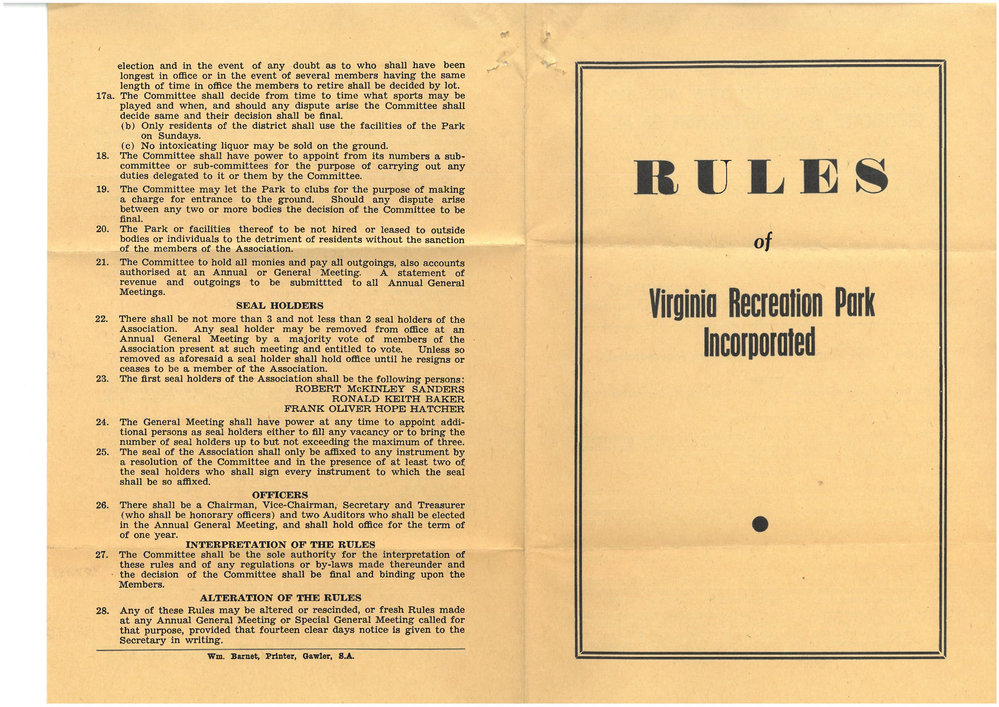 election and in the event of any doubt as to who shall have been
longest in office or in the event of several members having the same
length of time in office the members to retire shall be decided by lot.
17a. The Committee shall decide from time to time what sports may be
played and when, and should any dispute arise the Committee shall
decide same and their decision shall be final.
(b) Only residents of the district shall use the facilities of the Park
on Sundays.
(c) No intoxicating liquor may be sold on the ground.
18. The Committee shall have power to appoint from its numbers a sub-
committee or sub-committees for the purpose of carrying out any
duties delegated to it or them by the Committee.
19. The Committee may let the Park to clubs for the purpose of making
a charge for entrance to the ground. Should any dispute arise
between any two or more bodies the decision of the Committee to be
final.
20. The Park or facilities thereof to be not hired or leased to outside
bodies or individuals to the detriment of residents without the sanction
of the members of the Association.
21. The Committee to hold all monies and pay all outgoings, also accounts
authorised at an Annual or General Meeting. A statement of
revenue and outgoings to be submittted to all Annual General
Meetings.
SEAL HOLDERS
22. There shall be not more than 3 and not less than 2 seal holders of the
Association. Any seal holder may be removed from office at an
Annual General Meeting by a majority vote of members of the
Association present at such meeting and entitled to vote. Unless so
removed as aforesaid a seal holder shall hold office until he resigns or
ceases to be a member of the Association.
23. The first seal holders of the Association shall be the following persons:
ROBERT McKINLEY SANDERS
RONALD KEITH BAKER
FRANK OLIVER HOPE HATCHER
24. The General Meeting shall have power at any time to appoint addi-
tional persons as seal holders either to fill any vacancy or to bring the
number of seal holders up to but not exceeding the maximum of three.
25. The seal of the Association shall only be affixed to any instrument by
a resolution of the Committee and in the presence of at least two of
the seal holders who shall sign every instrument to which the seal
shall be so affixed.
OFFICERS
26. There shall be a Chairman, Vice-Chairman, Secretary and Treasurer
(who shall be honorary officers) and two Auditors who shall be elected
in the Annual General Meeting, and shall hold office for the term of
of one year.
INTERPRETATION OF THE RULES
27. The Committee shall be the sole authority for the interpretation of
these rules and of any regulations or by-laws made thereunder and
the decision of the Committee shall be final and binding upon the
Members.
ALTERATION OF THE RULES
28. Any of these Rules may be altered or rescinded, or fresh Rules made
at any Annual General Meeting or Special General Meeting called for
that purpose, provided that fourteen clear days notice is given to the
Secretary in writing.
Wm. Barnet, Printer, Gawler, S.A.
RULES
of
Virginia Recreation Park
Incorporated